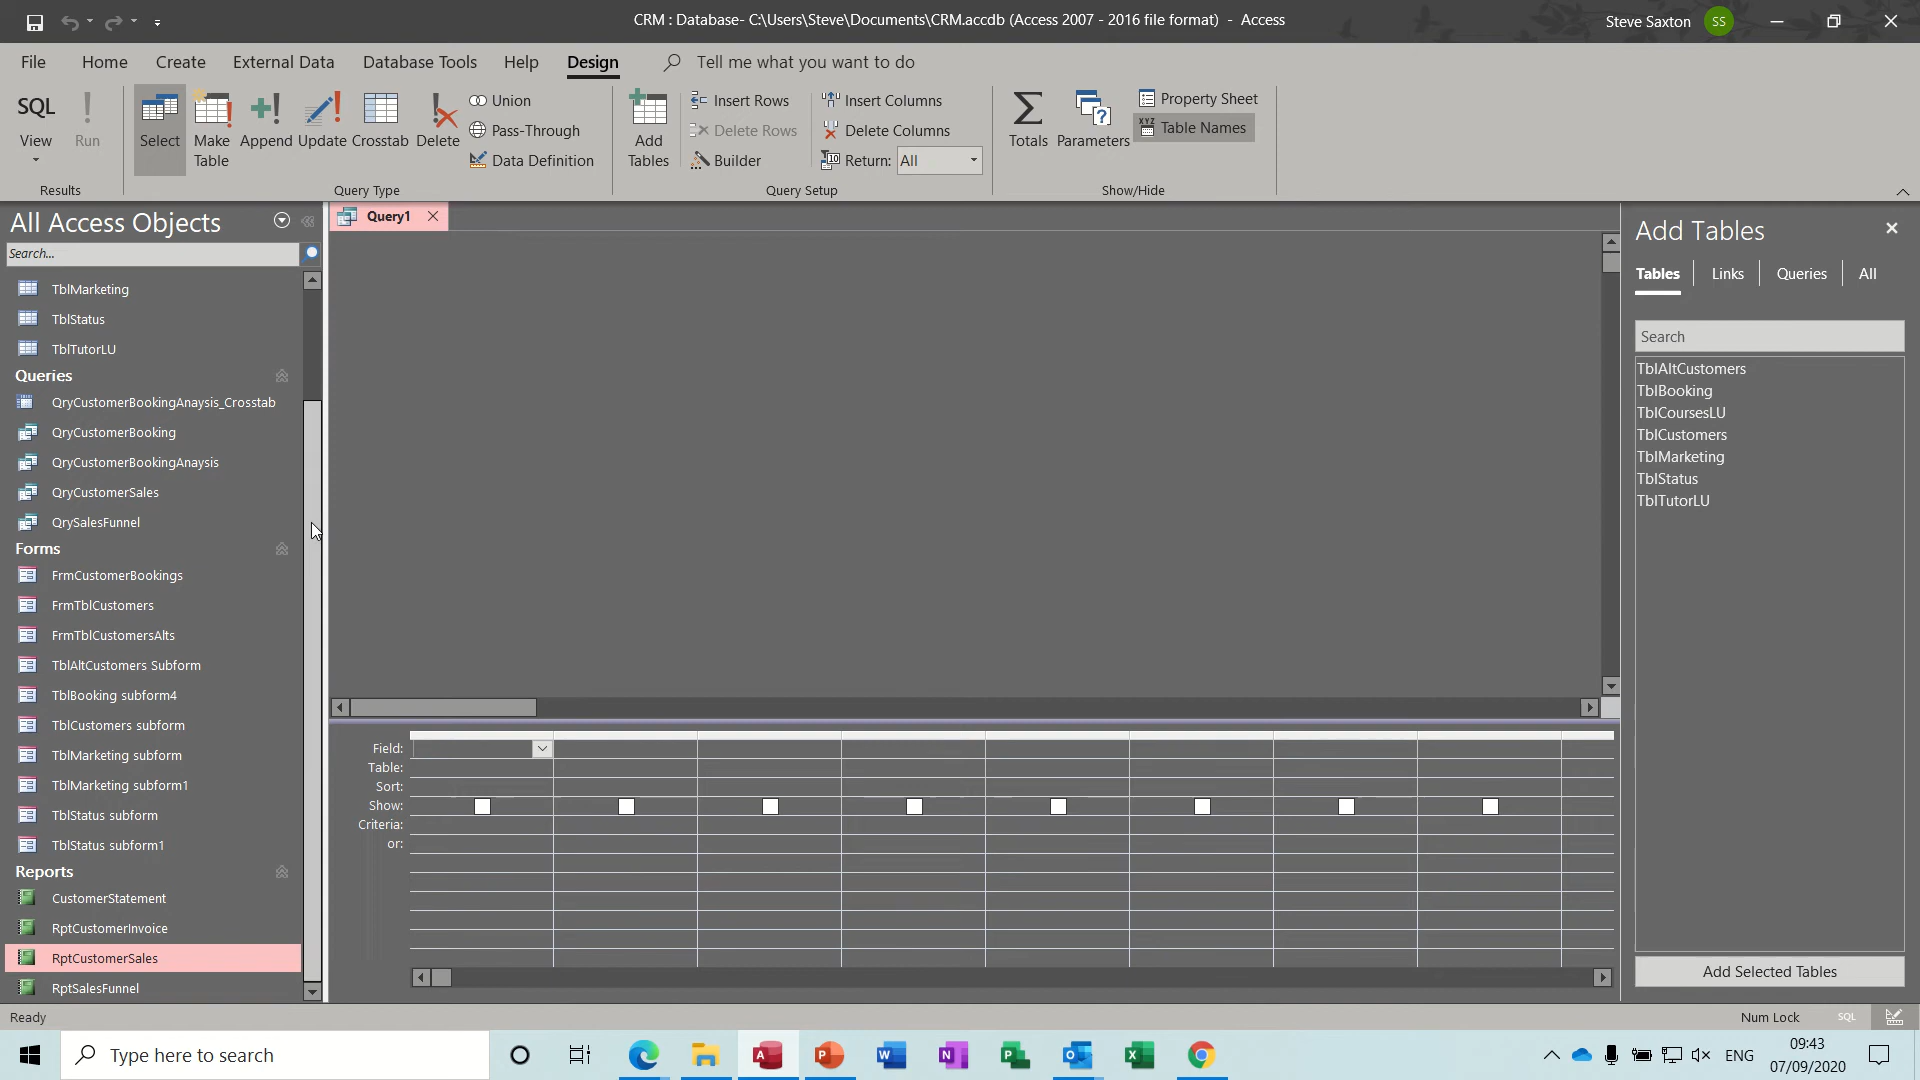 CRM : Database- C:\Users\Steve\Documents\CRM.accdb (Access 2007 - 2016 file format) - Access
Steve Saxton
SS
File Home Create External Data Database Tools Help Design Tell me what you want to do
SQL
View
Run
Results
Select
Make
Table
Append
Update
Crosstab
Delete
Union
Pass-Through
Data Definition
Query Type
Add
Tables
Insert Rows
Delete Rows
Builder
Insert Columns
Delete Columns
Return: All
Query Setup
Totals
Parameters
Property Sheet
Table Names
Show/Hide
All Access Objects
Search...
TblMarketing
TblStatus
TblTutorLU
Queries
QryCustomerBookingAnaysis_Crosstab
QryCustomerBooking
QryCustomerBookingAnaysis
QryCustomerSales
QrySalesFunnel
Forms
FrmCustomerBookings
FrmTblCustomers
FrmTblCustomersAlts
TblAltCustomers Subform
TblBooking subform4
TblCustomers subform
TblMarketing subform
TblMarketing subform1
TblStatus subform
TblStatus subform1
Reports
CustomerStatement
RptCustomerInvoice
RptCustomerSales
RptSalesFunnel
Query1
Field:
Table:
Sort:
Show:
Criteria:
or:
Add Tables
Tables Links Queries All
Search
TblAltCustomers
TblBooking
TblCoursesLU
TblCustomers
TblMarketing
TblStatus
TblTutorLU
Add Selected Tables
Ready
Num Lock
SQL
Type here to search
ENG
09:43
07/09/2020